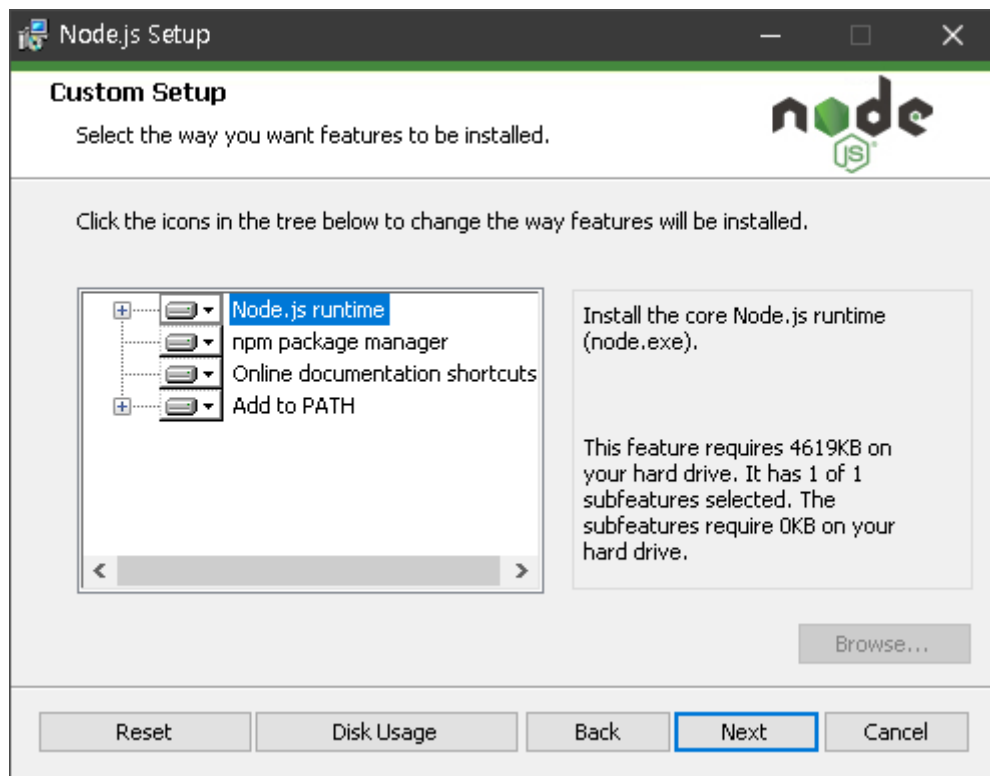 Node.js Setup
Custom Setup
Select the way you want features to be installed.
node
JS
Click the icons in the tree below to change the way features will be installed.
Node.js runtime
npm package manager
Online documentation shortcuts
Add to PATH
Install the core Node.js runtime
(node.exe).
This feature requires 4619KB on
your hard drive. It has 1 of 1
subfeatures selected. The
subfeatures require 0KB on your
hard drive.
Browse...
Reset
Disk Usage
Back
Next
Cancel